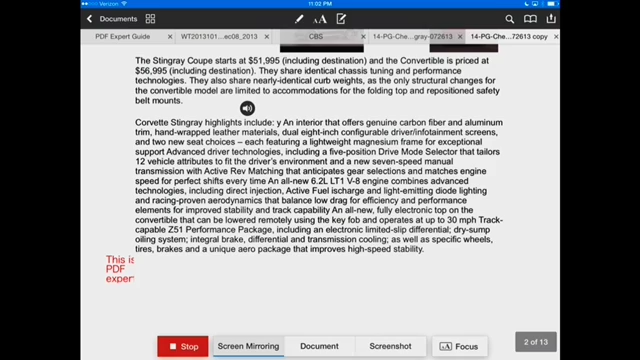 11:02 PM
Documents
PDF Expert Guide
WT2013101 ec08_2013
CBS
14-PG-Che gray-072613
14-PG-Che ...72613 copy
The Stingray Coupe starts at $51,995 (including destination) and the Convertible is priced at
$56,995 (including destination). They share identical chassis tuning and performance
technologies. They also share nearly-identical curb weights, as the only structural changes for
the convertible model are limited to accommodations for the folding top and repositioned safety
belt mounts.
Corvette Stingray highlights include: y An interior that offers genuine carbon fiber and aluminum
trim, hand-wrapped leather materials, dual eight-inch configurable driver/infotainment screens,
and two new seat choices – each featuring a lightweight magnesium frame for exceptional
support Advanced driver technologies, including a five-position Drive Mode Selector that tailors
12 vehicle attributes to fit the driver's environment and a new seven-speed manual
transmission with Active Rev Matching that anticipates gear selections and matches engine
speed for perfect shifts every time An all-new 6.2L LT1 V-8 engine combines advanced
technologies, including direct injection, Active Fuel ischarge and light-emitting diode lighting
and racing-proven aerodynamics that balance low drag for efficiency and performance
elements for improved stability and track capability An all-new, fully electronic top on the
convertible that can be lowered remotely using the key fob and operates at up to 30 mph Track-
capable Z51 Performance Package, including an electronic limited-slip differential; dry-sump
oiling system; integral brake, differential and transmission cooling; as well as specific wheels,
tires, brakes and a unique aero package that improves high-speed stability.
This is
PDF
expert
Stop
Screen Mirroring
Document
Screenshot
AA Focus
2 of 13